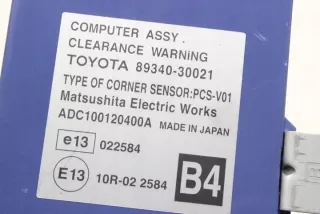 COMPUTER ASSY.
CLEARANCE WARNING
TOYOTA 89340-30021
TYPE OF CORNER SENSOR:PCS-V01
Matsushita Electric Works
ADC100120400A MADE IN JAPAN
e13 022584
E13 10R-02 2584 B4